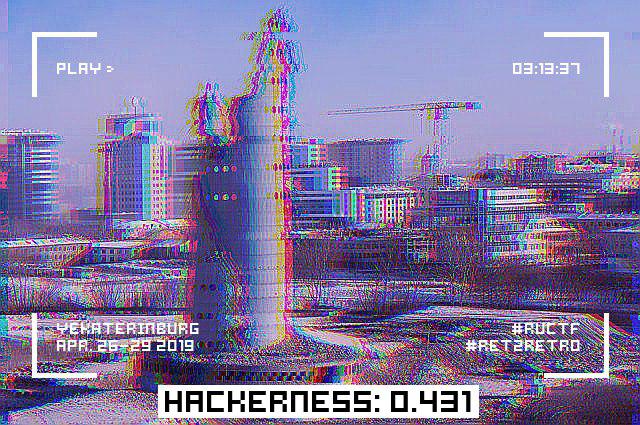 PLAY >
03:13:37
YEKATERINBURG
APR. 26-29 2019
#RUCTF
#RET2RETRO
HACKERNESS: 0.431